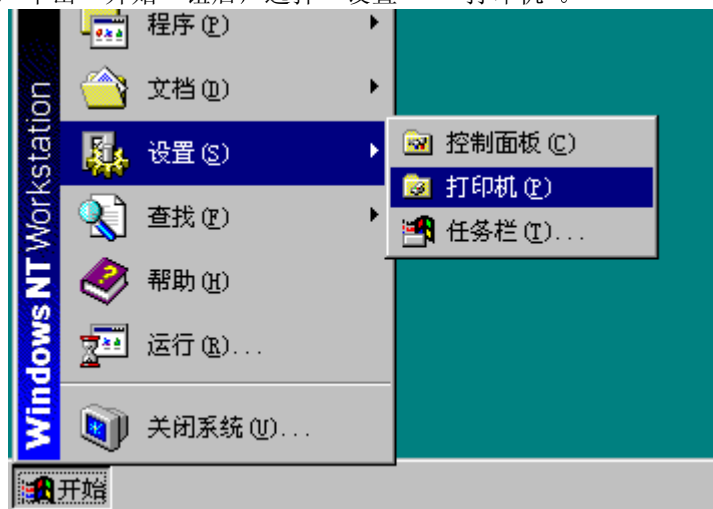 程序(P)
文档(D)
设置(S)
查找(F)
帮助(H)
运行(R)...
关闭系统(U)...
控制面板(C)
打印机(P)
任务栏(T)...
Windows NT Workstation
开始